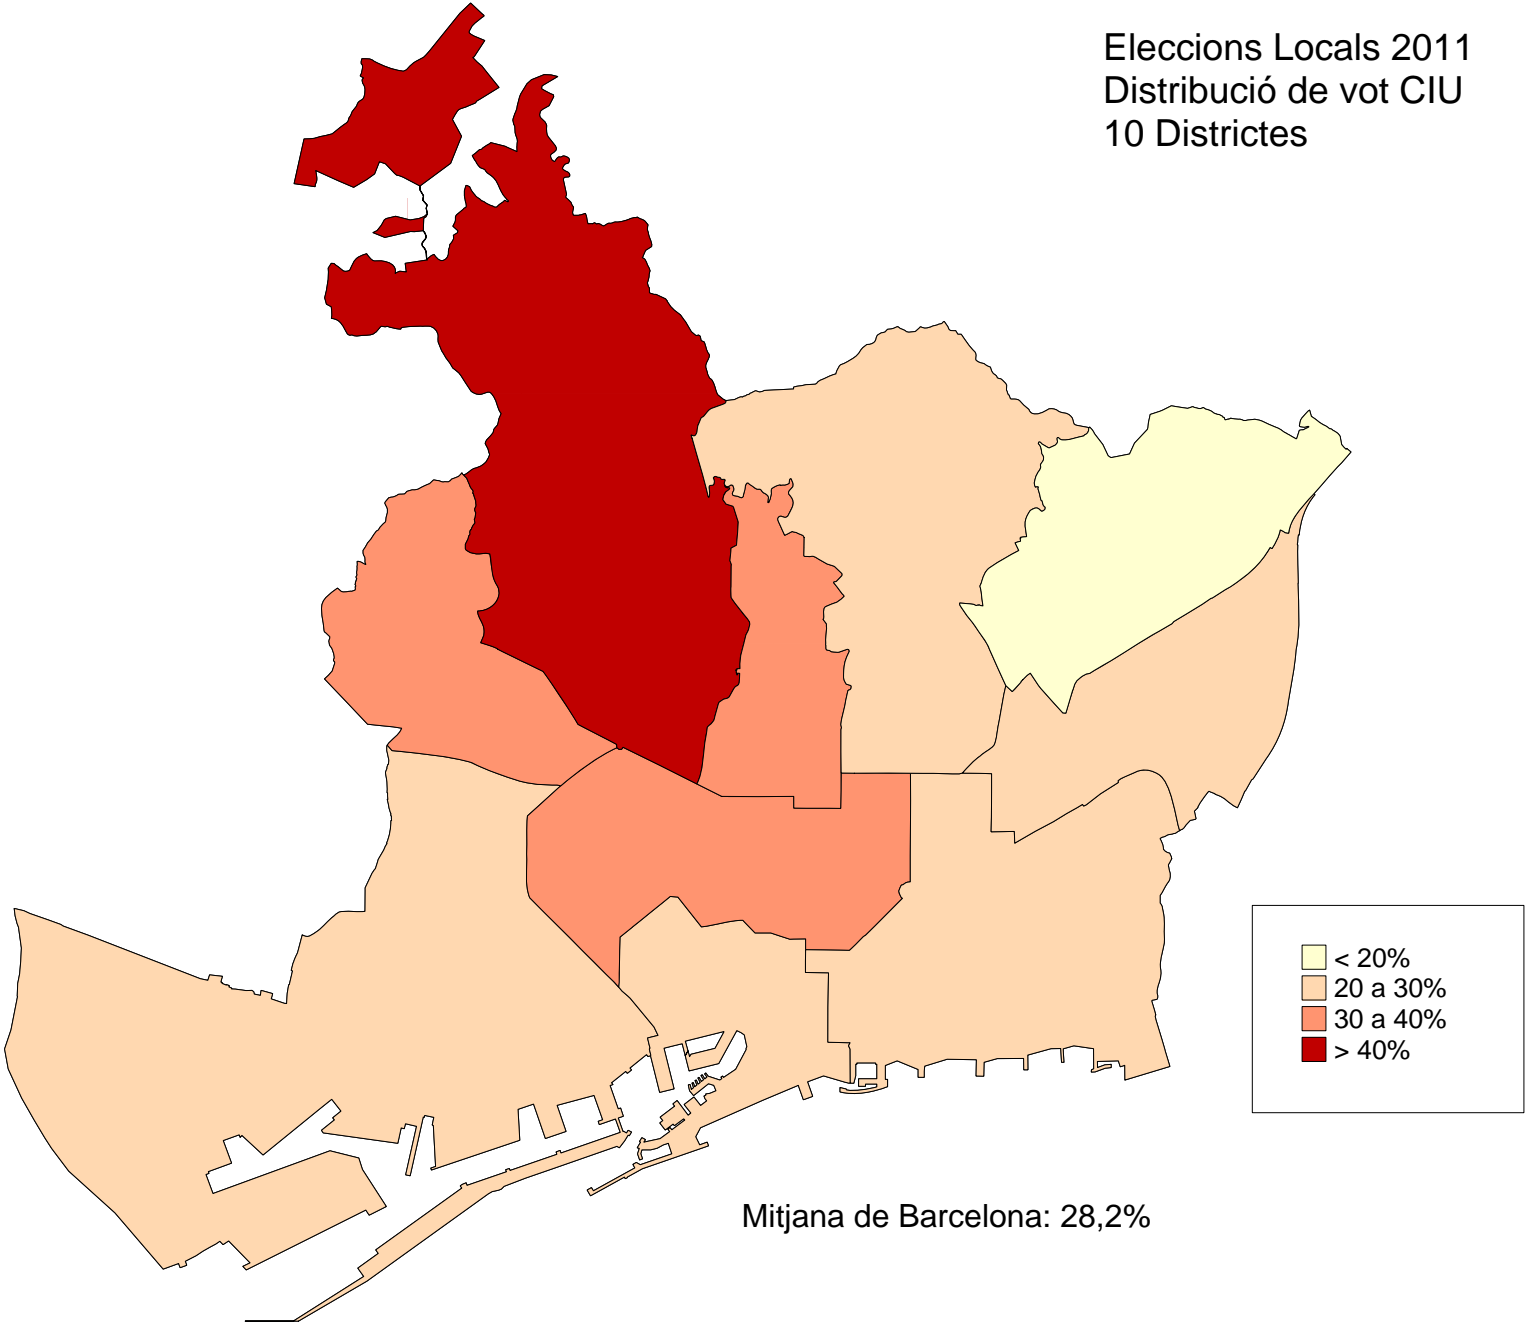 Eleccions Locals 2011
Distribució de vot CIU
10 Districtes
< 20%
20 a 30%
30 a 40%
> 40%
Mitjana de Barcelona: 28,2%